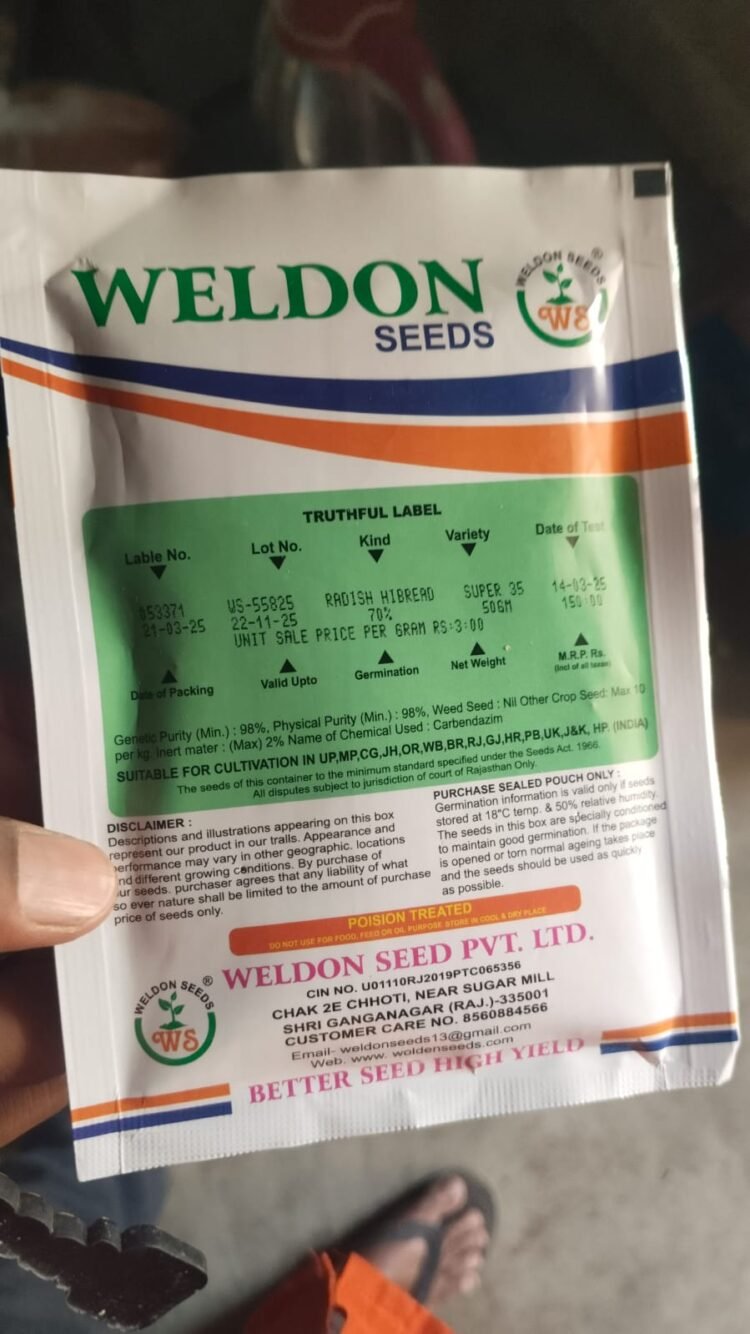 WELDON
SEEDS
WELDON SEEDS ®
WS
TRUTHFUL LABEL
Lable No. Lot No. Kind Variety Date of Test
053371 WS-55825 RADISH HIBREAD SUPER 35 14-03-25
21-03-25 22-11-25 70% 50GM 150:00
UNIT SALE PRICE PER GRAM RS:3:00
Date of Packing Valid Upto Germination Net Weight M.R.P. Rs.
(Incl of all taxes)
Genetic Purity (Min.) : 98%, Physical Purity (Min.) : 98%, Weed Seed : Nil Other Crop Seed: Max 10
per kg. Inert mater : (Max) 2% Name of Chemical Used : Carbendazim
SUITABLE FOR CULTIVATION IN UP,MP,CG,JH,OR,WB,BR,RJ,GJ,HR,PB,UK,J&K, HP. (INDIA)
The seeds of this container to the minimum standard specified under the Seeds Act. 1966.
All disputes subject to jurisdiction of court of Rajasthan Only.
DISCLAIMER :
Descriptions and illustrations appearing on this box
represent our product in our tralls. Appearance and
performance may vary in other geographic. locations
nd different growing conditions. By purchase of
ur seeds. purchaser agrees that any liability of what
so ever nature shall be limited to the amount of purchase
price of seeds only.
PURCHASE SEALED POUCH ONLY :
Germination information is valid only if seeds
stored at 18°C temp. & 50% relative humidity.
The seeds in this box are specially conditioned
to maintain good germination. If the package
is opened or torn normal ageing takes place
and the seeds should be used as quickly
as possible.
POISION TREATED
DO NOT USE FOR FOOD, FEED OR OIL PURPOSE STORE IN COOL & DRY PLACE
WELDON SEEDS ®
WS
WELDON SEED PVT. LTD.
CIN NO. U01110RJ2019PTC065356
CHAK 2E CHHOTI, NEAR SUGAR MILL
SHRI GANGANAGAR (RAJ.)-335001
CUSTOMER CARE NO. 8560884566
Email- weldonseeds13@gmail.com
Web. www. woldenseeds.com
BETTER SEED HIGH YIELD